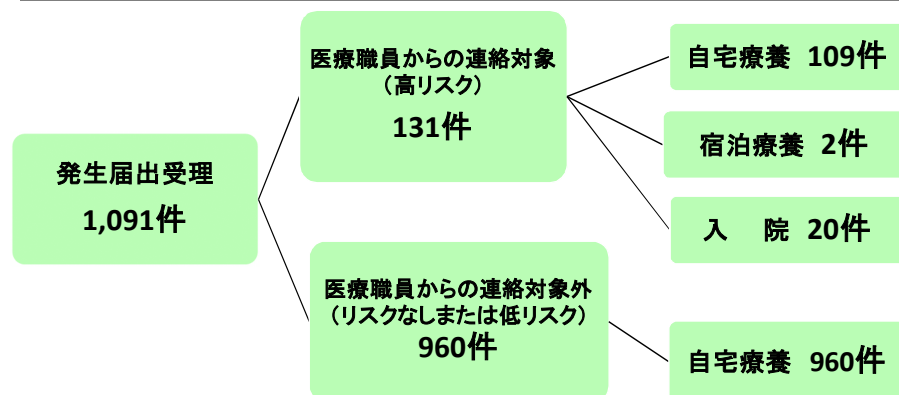 発生届出受理
1,091件
医療職員からの連絡対象
（高リスク）
131件
自宅療養 109件
宿泊療養 2件
入　院 20件
医療職員からの連絡対象外
（リスクなしまたは低リスク）
960件
自宅療養 960件